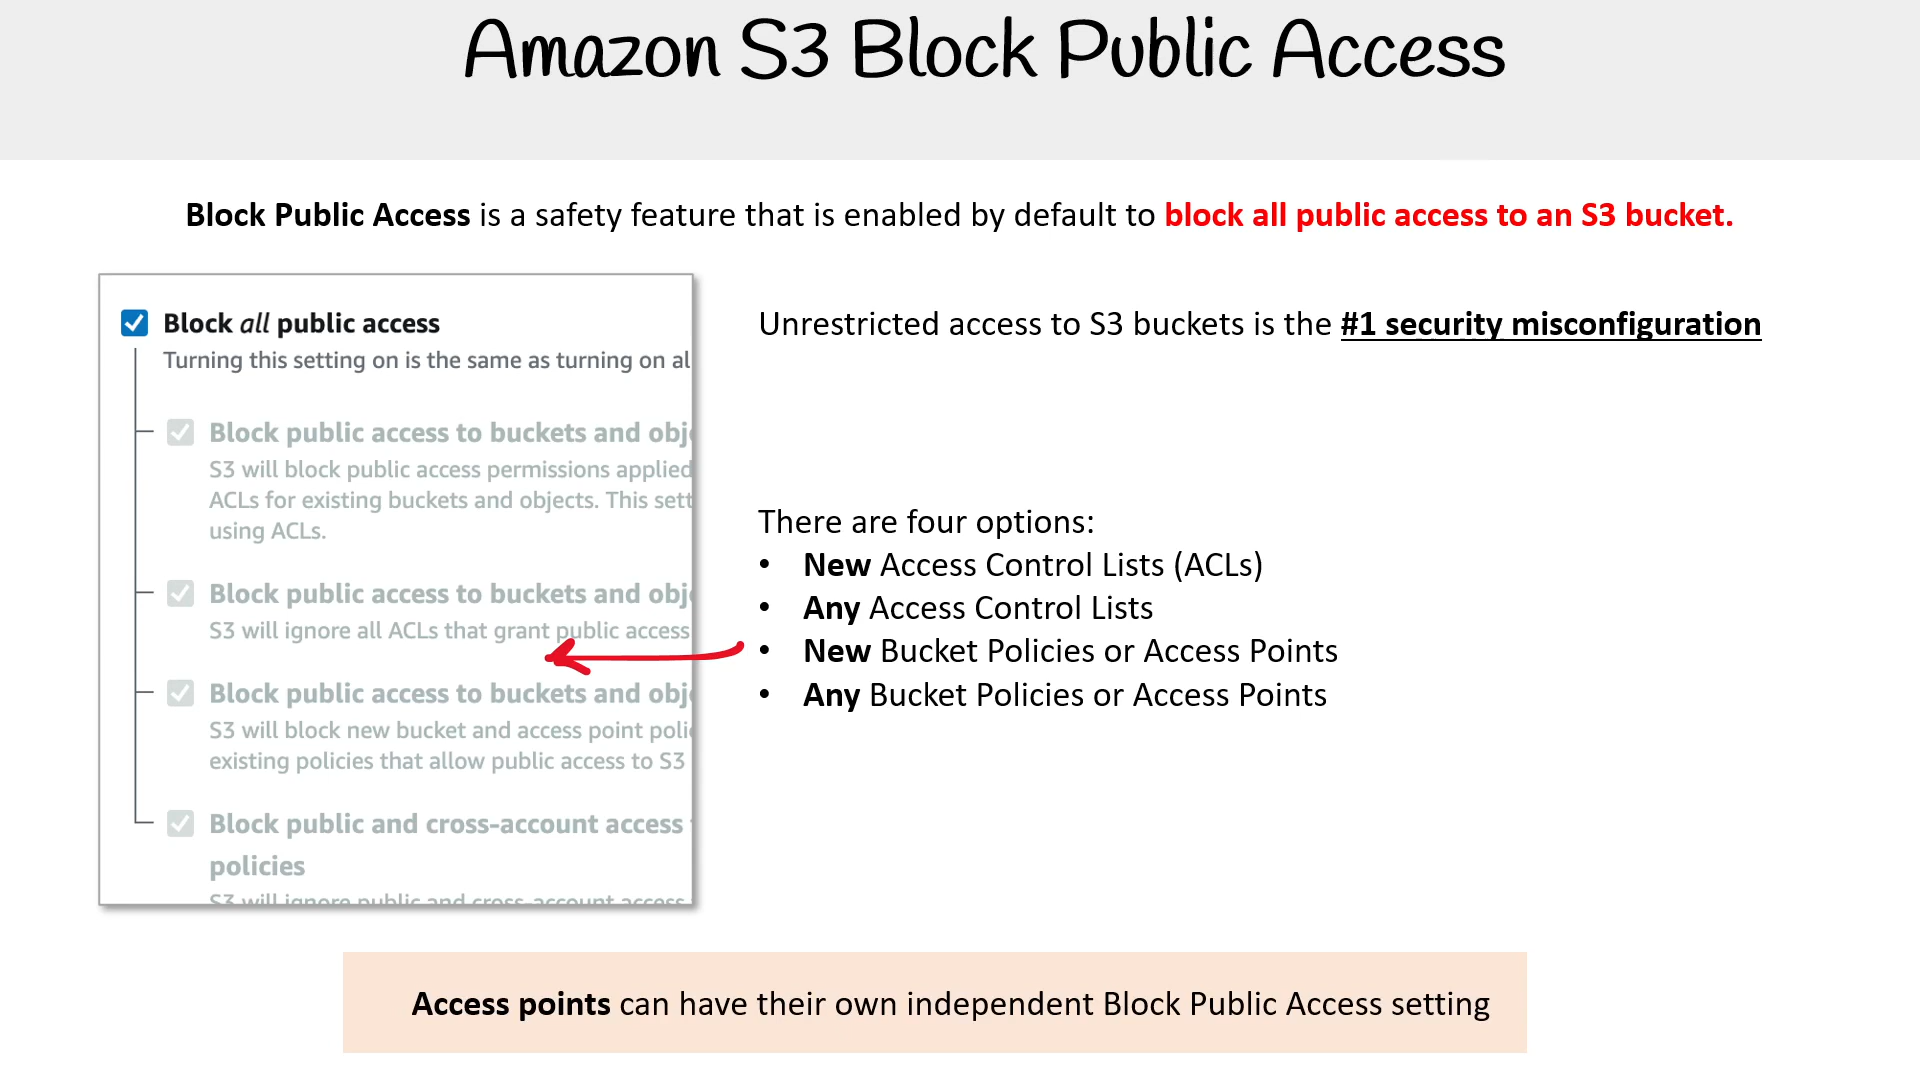 Amazon S3 Block Public Access
Block Public Access is a safety feature that is enabled by default to block all public access to an S3 bucket.
Block all public access
Turning this setting on is the same as turning on al
Block public access to buckets and obj
S3 will block public access permissions applied
ACLs for existing buckets and objects. This sett
using ACLs.
Block public access to buckets and obj
S3 will ignore all ACLs that grant public access
Block public access to buckets and obj
S3 will block new bucket and access point poli
existing policies that allow public access to S3
Block public and cross-account access
policies
S3 will ignore public and cross-account access
Unrestricted access to S3 buckets is the #1 security misconfiguration
There are four options:
• New Access Control Lists (ACLs)
• Any Access Control Lists
• New Bucket Policies or Access Points
• Any Bucket Policies or Access Points
Access points can have their own independent Block Public Access setting